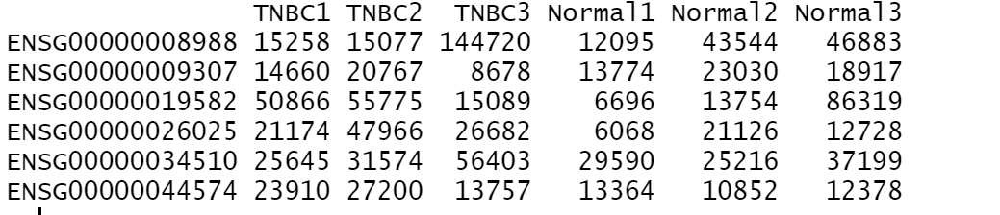 TNBC1 TNBC2 TNBC3 Normal1 Normal2 Normal3
ENSG00000008988 15258 15077 144720 12095 43544 46883
ENSG00000009307 14660 20767 8678 13774 23030 18917
ENSG00000019582 50866 55775 15089 6696 13754 86319
ENSG00000026025 21174 47966 26682 6068 21126 12728
ENSG00000034510 25645 31574 56403 29590 25216 37199
ENSG00000044574 23910 27200 13757 13364 10852 12378